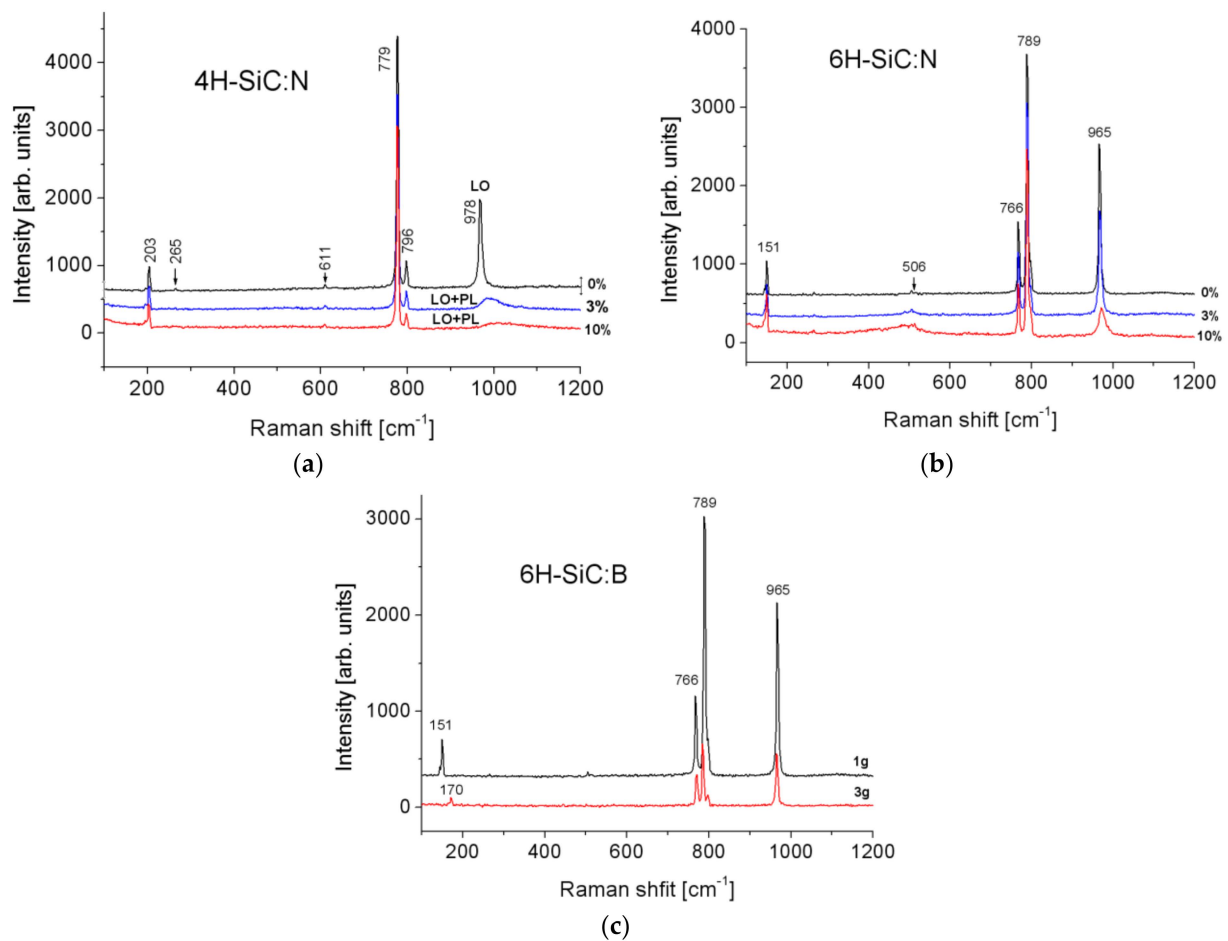 4H-SiC:N
Intensity [arb. units]
4000
3000
2000
1000
0
203
265
611
779
796
978
LO
LO+PL
LO+PL
0%
3%
10%
200 400 600 800 1000 1200
Raman shift [cm⁻¹]
(a)
6H-SiC:N
Intensity [arb. units]
4000
3000
2000
1000
0
151
506
766
789
965
0%
3%
10%
200 400 600 800 1000 1200
Raman shift [cm⁻¹]
(b)
6H-SiC:B
Intensity [arb. units]
3000
2000
1000
0
151
170
766
789
965
1g
3g
200 400 600 800 1000 1200
Raman shfit [cm⁻¹]
(c)